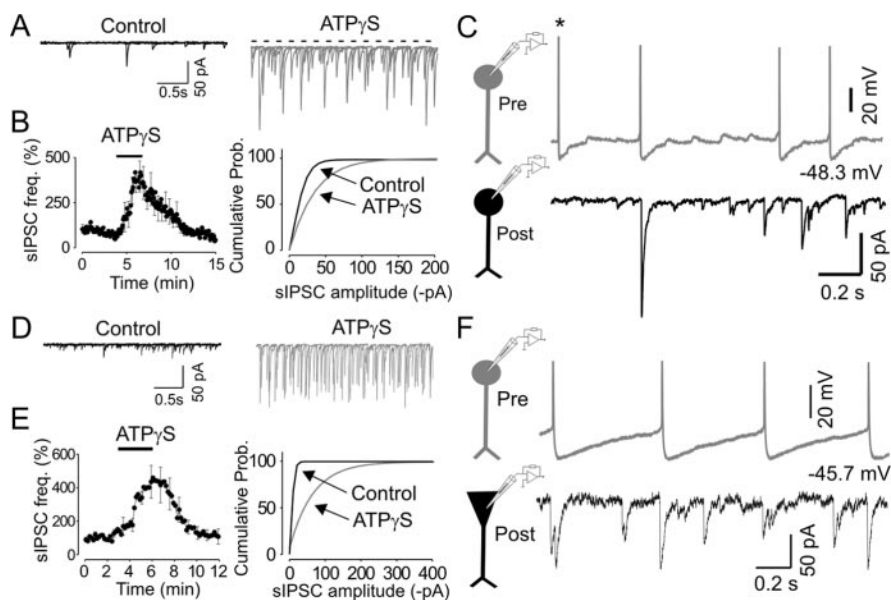 A
Control
0.5s
50 pA
ATPγS
B
ATPγS
sIPSC freq. (%)
500
250
0
0 5 10 15
Time (min)
Cumulative Prob.
100
50
0
Control
ATPγS
0 50 100 150 200
sIPSC amplitude (-pA)
C
*
Pre
20 mV
-48.3 mV
Post
50 pA
0.2 s
D
Control
0.5s
50 pA
ATPγS
E
ATPγS
sIPSC freq. (%)
600
400
200
0
0 2 4 6 8 10 12
Time (min)
Cumulative Prob.
100
50
0
Control
ATPγS
0 100 200 300 400
sIPSC amplitude (-pA)
F
Pre
20 mV
-45.7 mV
Post
50 pA
0.2 s